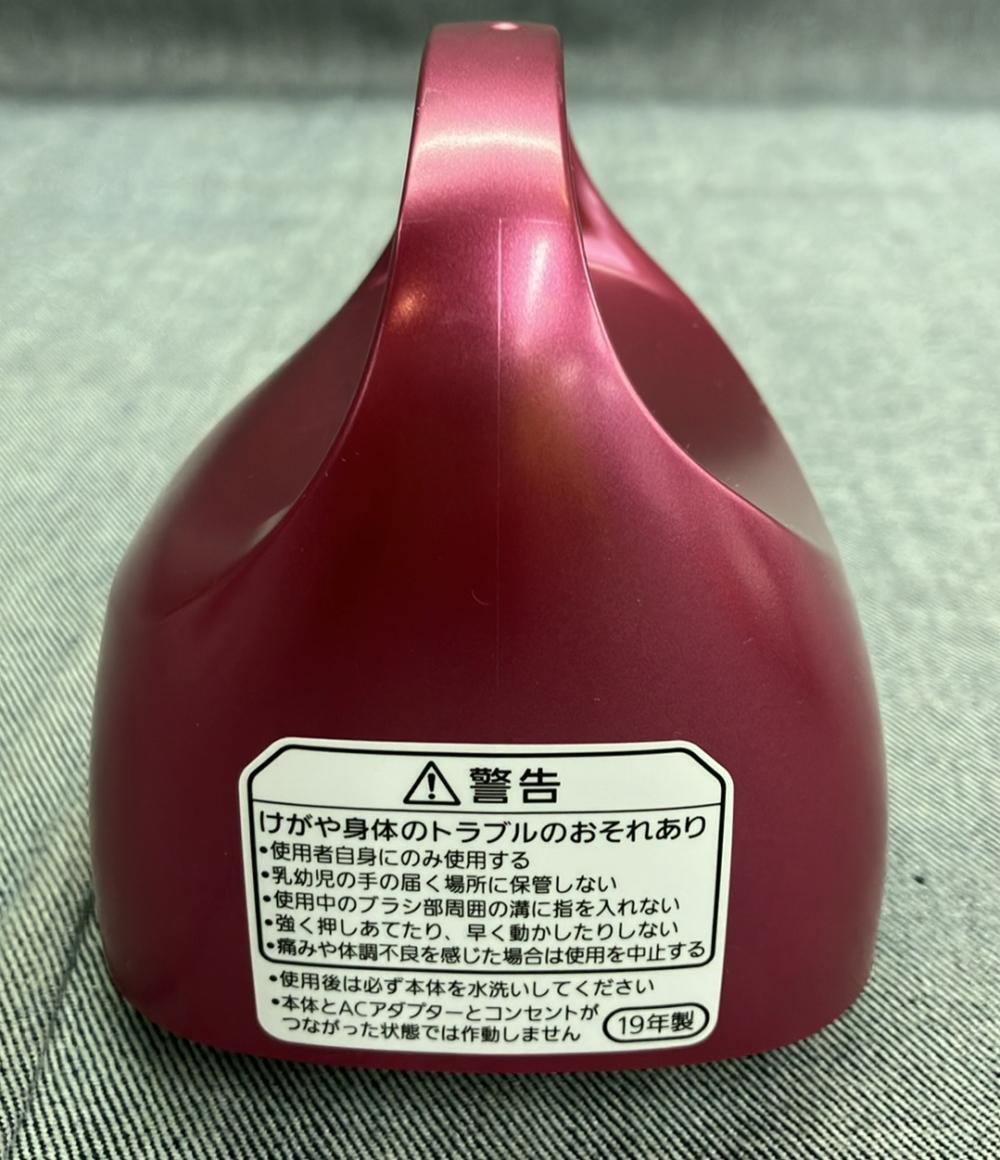 警告
けがや身体のトラブルのおそれあり
•使用者自身にのみ使用する
•乳幼児の手の届く場所に保管しない
•使用中のブラシ部周囲の溝に指を入れない
•強く押しあてたり、早く動かしたりしない
•痛みや体調不良を感じた場合は使用を中止する
•使用後は必ず本体を水洗いしてください
•本体とACアダプターとコンセントが
つながった状態では作動しません
19年製